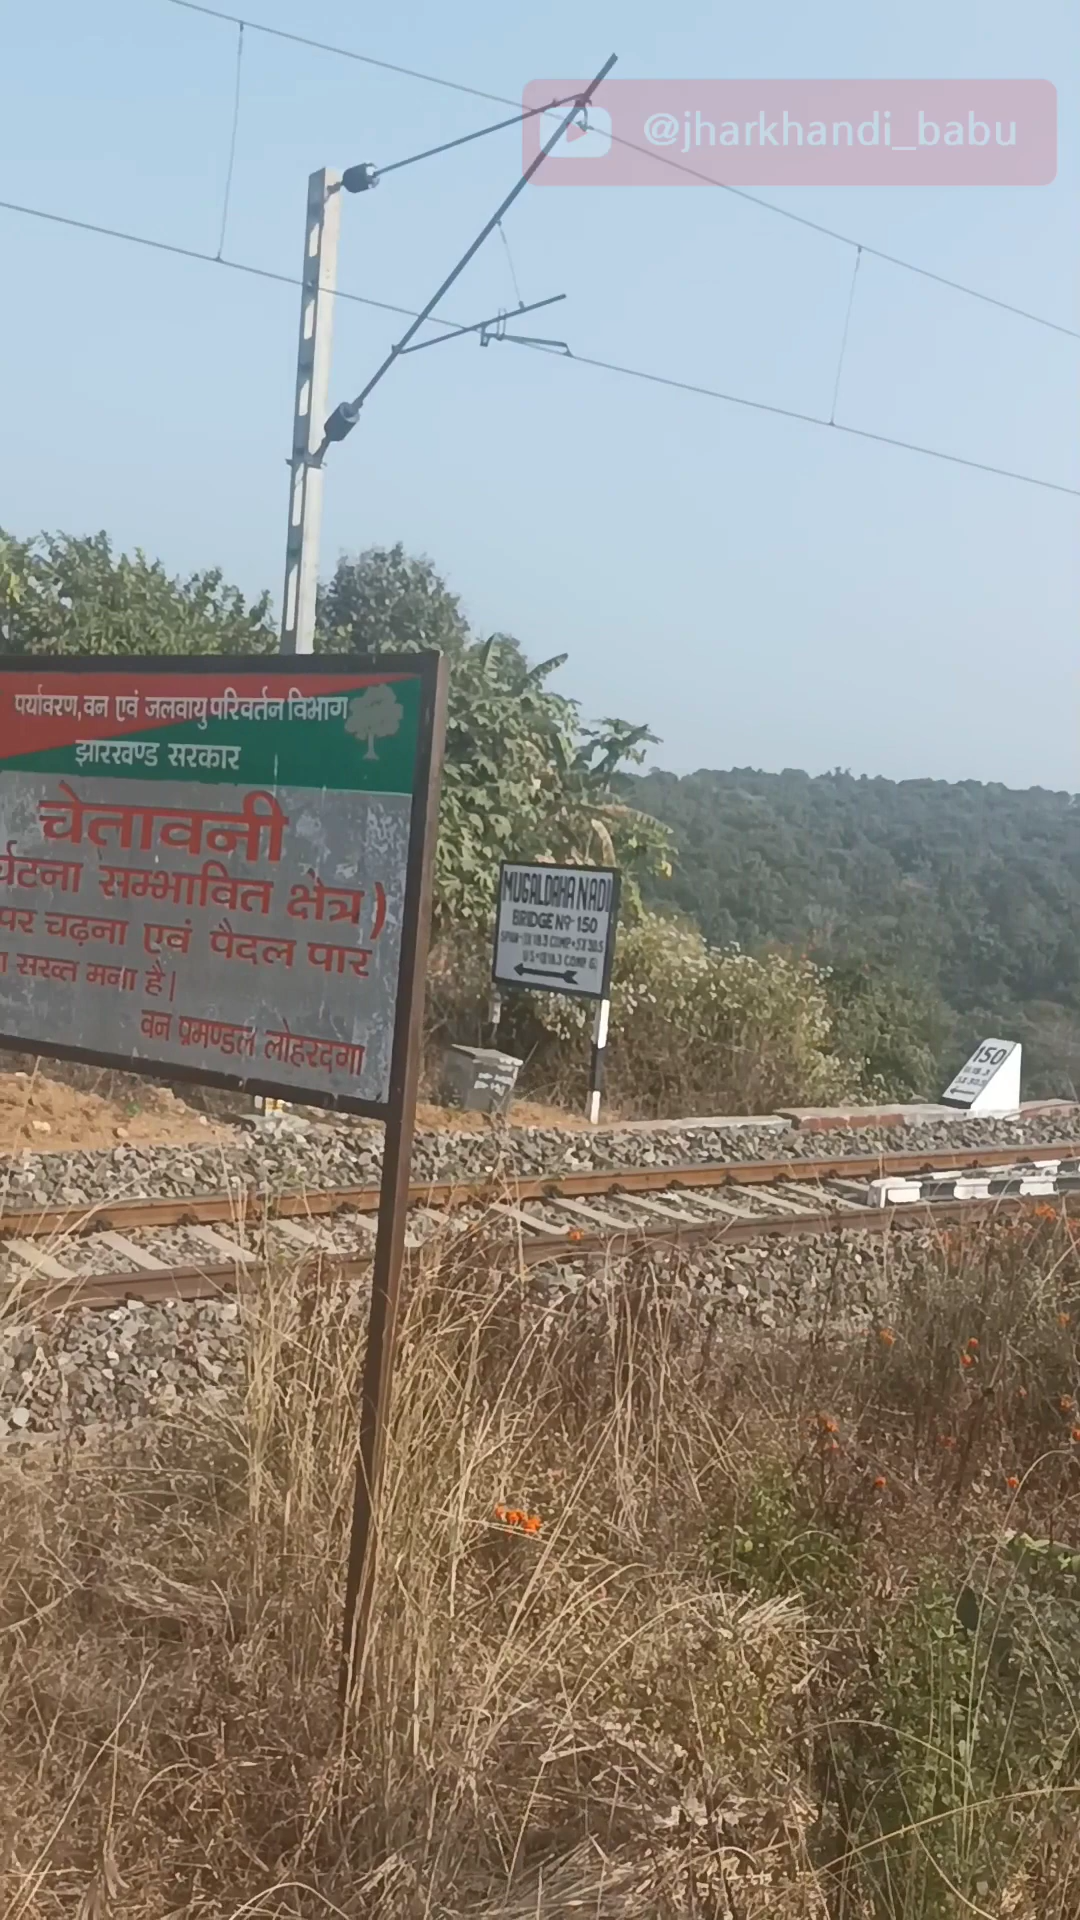 @jharkhandi_babu
पर्यावरण, वन एवं जलवायु परिवर्तन विभाग
झारखण्ड सरकार
चेतावनी
र्घटना सम्भावित क्षेत्र)
पर चढ़ना एवं पैदल पार
सख्त मना है।
वन प्रमण्डल लोहरदगा
MUGALDAHA NADI
BRIDGE Nº 150
150